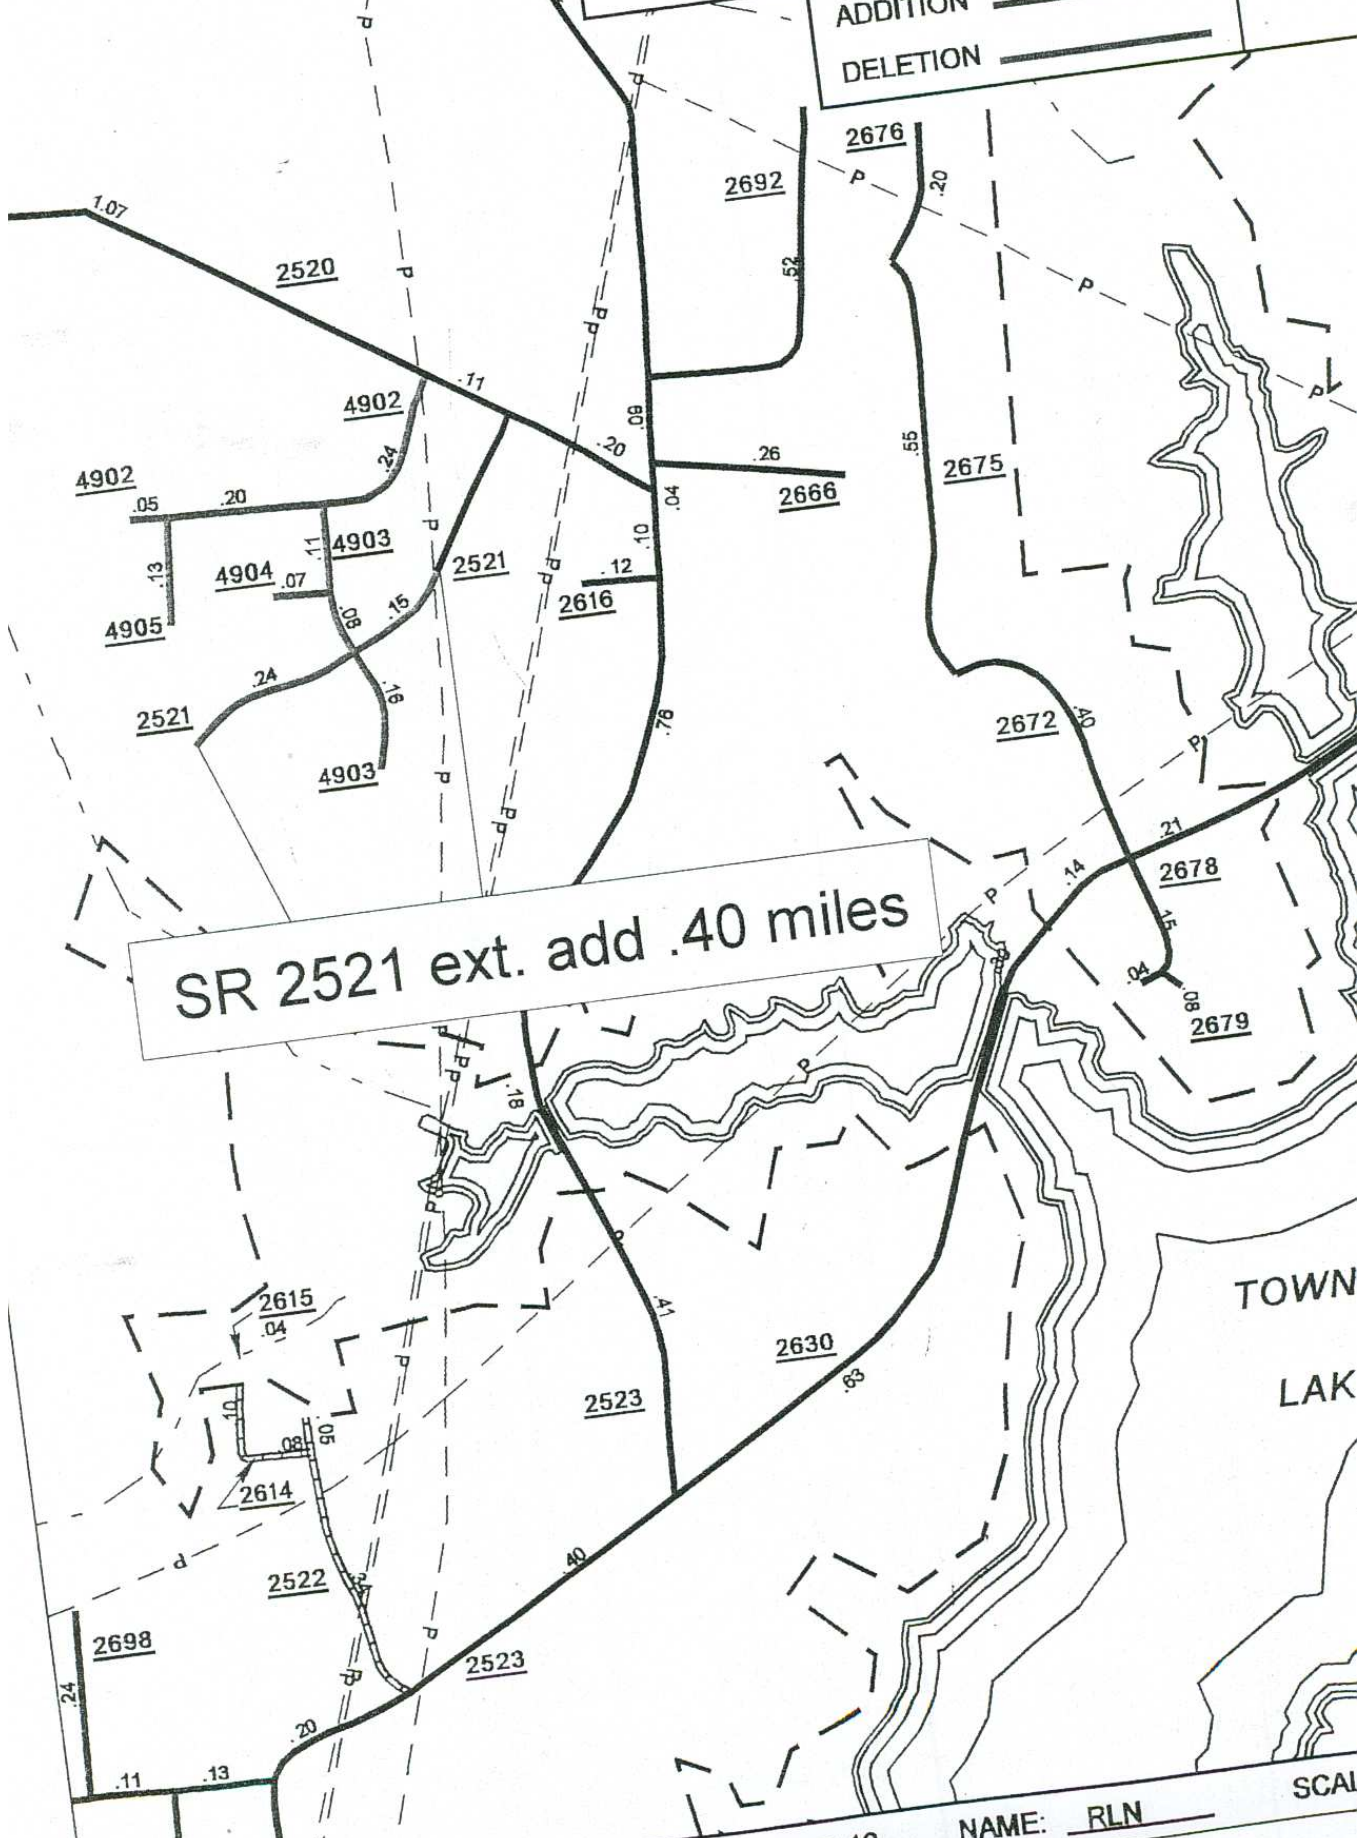 ADDITION
DELETION
P
P
2676
2692
.20
P
1.07
2520
P
.52
P
P
P
P
P
.11
4902
.09
.20
.55
.24
.26
2675
4902
2666
.05
.20
.04
P
.10
.11
4903
.13
4904
.07
2521
P
P
.12
2616
4905
.08
.15
.24
.16
2521
.76
2672
.40
P
4903
P
P
P
.21
.14
2678
P
SR 2521 ext. add .40 miles
.15
.04
.08
2679
P
P
P
.18
P
P
2615
.04
TOWN
.41
2630
P
.63
LAK
2523
.10
.05
.08
2614
P
.40
2522
2698
P
2523
.24
P
.20
.11
.13
SCAL
NAME: RLN